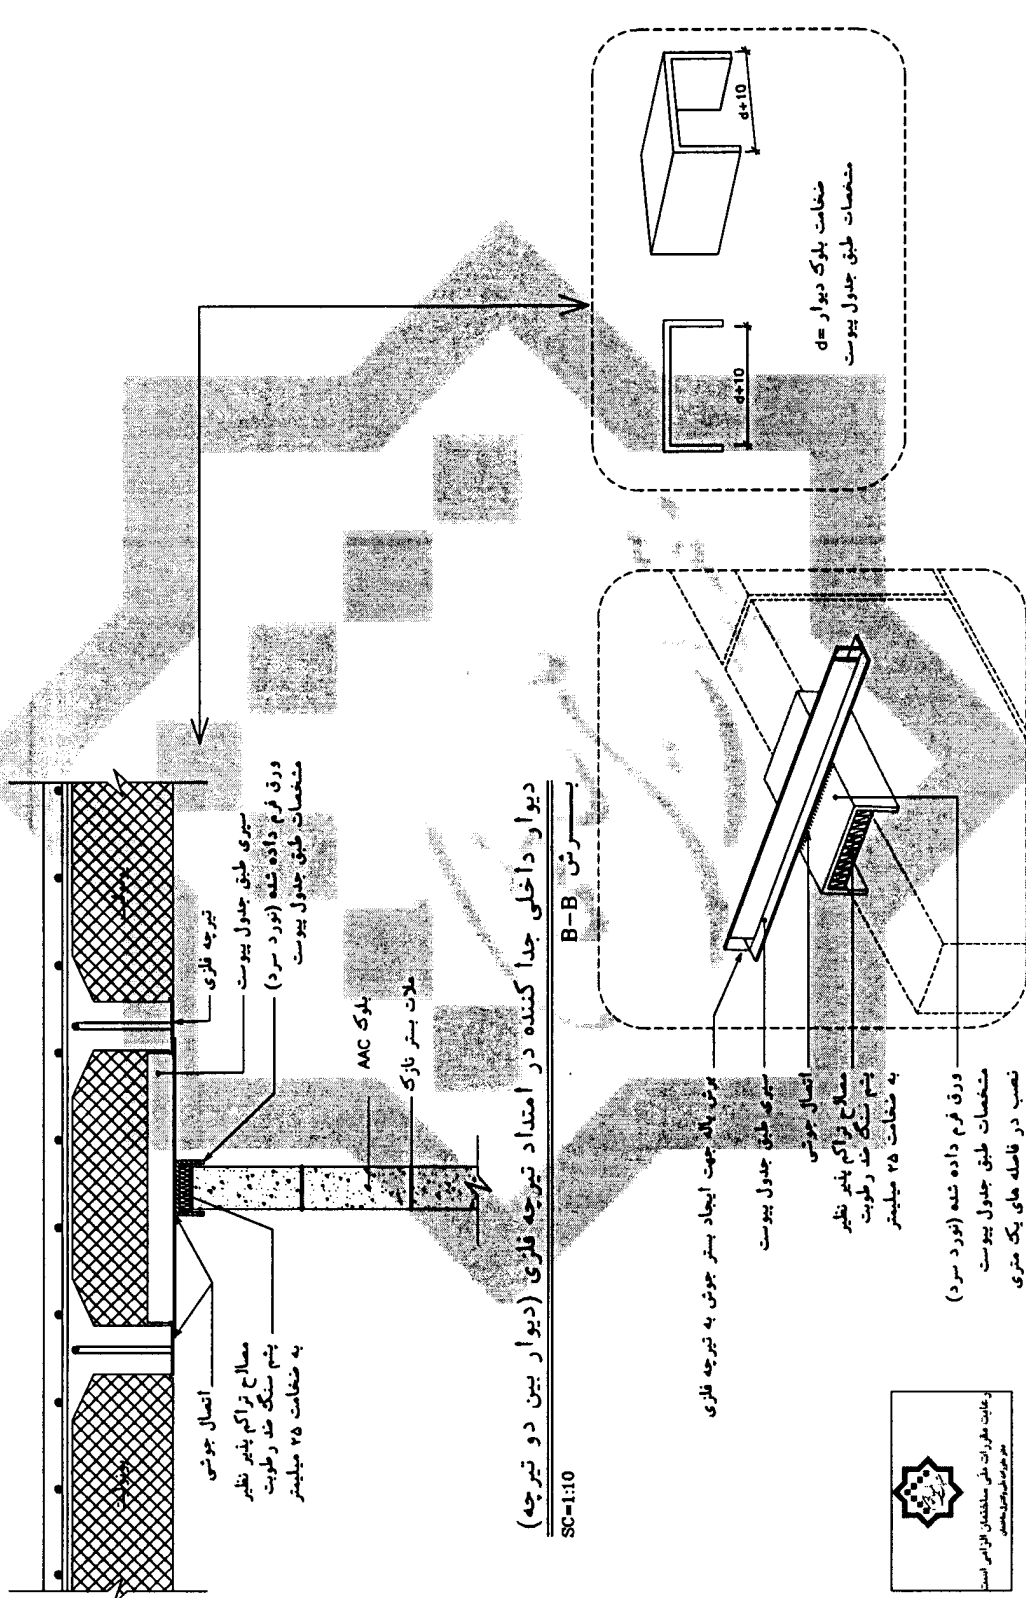 یونولیت
تیرچه فلزی
سپری طبق جدول پیوست
ورق فرم داده شده (نورد سرد)
مشخصات طبق جدول پیوست
بلوک AAC
ملات بستر نازک
اتصال جوشی
مصالح تراکم پذیر نظیر
پشم سنگ ضد رطوبت
به ضخامت ۲۵ میلیمتر
یونولیت
دیوار داخلی جدا کننده در امتداد تیرچه فلزی (دیوار بین دو تیرچه)
بــــرش B-B
SC=1:10
d+10
d+10
d= ضخامت بلوک دیوار
مشخصات طبق جدول پیوست
برش باله جهت ایجاد بستر جوش به تیرچه فلزی
سپری طبق جدول پیوست
اتصال جوشی
مصالح تراکم پذیر نظیر
پشم سنگ ضد رطوبت
به ضخامت ۲۵ میلیمتر
ورق فرم داده شده (نورد سرد)
مشخصات طبق جدول پیوست
نصب در فاصله های یک متری
رعایت مقررات ملی ساختمان الزامی است